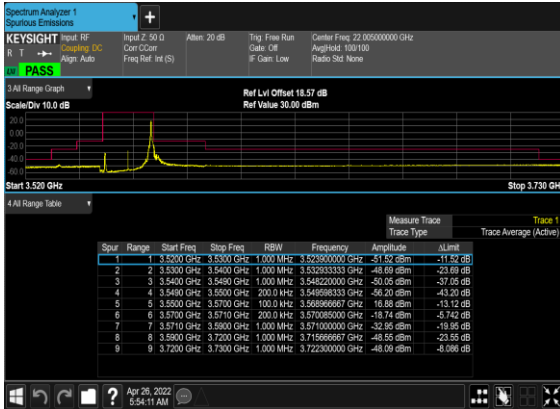 Spectrum Analyzer 1
Spurious Emissions
+
KEYSIGHT Input: RF Input Z: 50 Ω Atten: 20 dB Trig: Free Run Center Freq: 22.005000000 GHz
R T Coupling: DC Corr CCorr Gate: Off Avg|Hold: 100/100
Align: Auto Freq Ref: Int (S) IF Gain: Low Radio Std: None
PASS
3 All Range Graph Ref Lvl Offset 18.57 dB
Scale/Div 10.0 dB Ref Value 30.00 dBm
20.0
0.00
-20.0
-40.0
-60.0
Start 3.520 GHz Stop 3.730 GH
4 All Range Table
Measure Trace Trace 1
Trace Type Trace Average (Active)
Spur Range Start Freq Stop Freq RBW Frequency Amplitude ΔLimit
1 1 3.5200 GHz 3.5300 GHz 1.000 MHz 3.523900000 GHz -51.52 dBm -11.52 dB
2 2 3.5300 GHz 3.5400 GHz 1.000 MHz 3.532933333 GHz -48.69 dBm -23.69 dB
3 3 3.5400 GHz 3.5490 GHz 1.000 MHz 3.548220000 GHz -50.05 dBm -37.05 dB
4 4 3.5490 GHz 3.5500 GHz 200.0 kHz 3.549598333 GHz -56.20 dBm -43.20 dB
5 5 3.5500 GHz 3.5700 GHz 100.0 kHz 3.568966667 GHz 16.88 dBm -13.12 dB
6 6 3.5700 GHz 3.5710 GHz 200.0 kHz 3.570085000 GHz -18.74 dBm -5.742 dB
7 7 3.5710 GHz 3.5900 GHz 1.000 MHz 3.571000000 GHz -32.95 dBm -19.95 dB
8 8 3.5900 GHz 3.7200 GHz 1.000 MHz 3.715666667 GHz -48.55 dBm -23.55 dB
9 9 3.7200 GHz 3.7300 GHz 1.000 MHz 3.722300000 GHz -48.09 dBm -8.086 dB
? Apr 26, 2022
5:54:11 AM